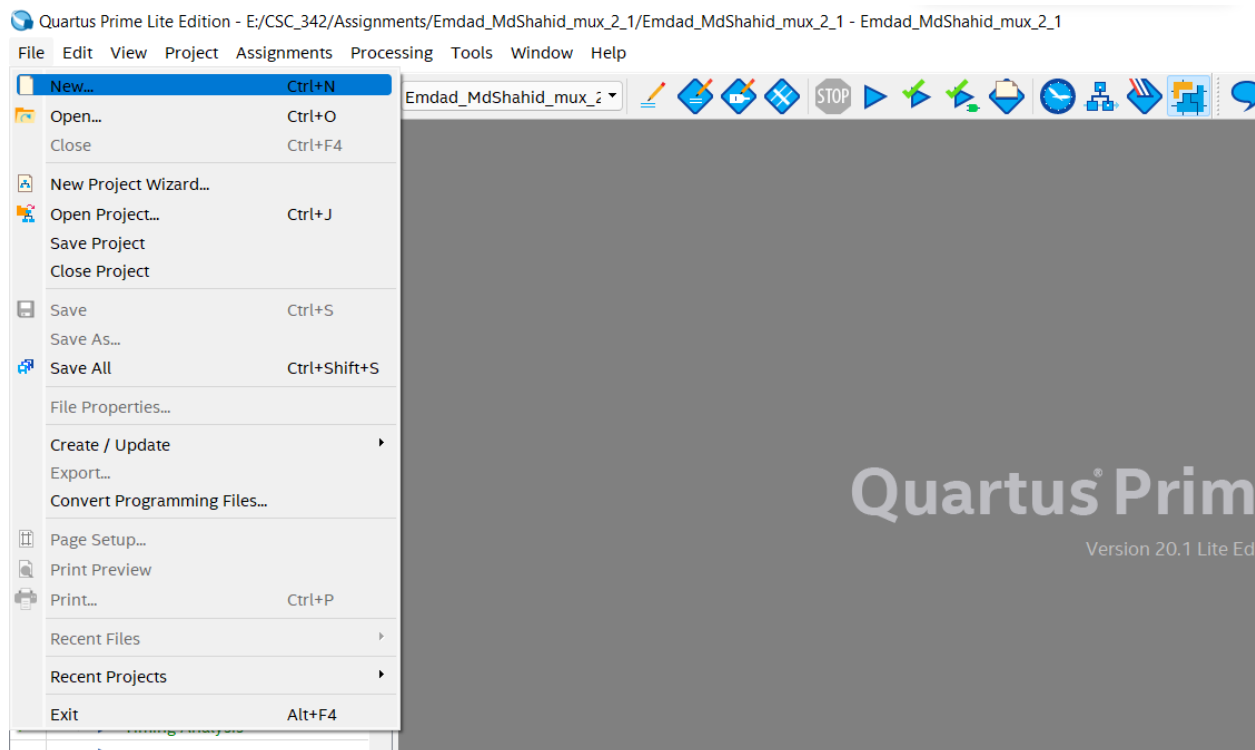 Quartus Prime Lite Edition - E:/CSC_342/Assignments/Emdad_MdShahid_mux_2_1/Emdad_MdShahid_mux_2_1 - Emdad_MdShahid_mux_2_1
File Edit View Project Assignments Processing Tools Window Help
New... Ctrl+N
Emdad_MdShahid_mux_2
STOP
Open... Ctrl+O
Close Ctrl+F4
New Project Wizard...
Open Project... Ctrl+J
Save Project
Close Project
Save Ctrl+S
Save As...
Save All Ctrl+Shift+S
File Properties...
Create / Update
Export...
Convert Programming Files...
Page Setup...
Print Preview
Print... Ctrl+P
Recent Files
Recent Projects
Exit Alt+F4
Timing Analysis
Quartus® Prim
Version 20.1 Lite Ed